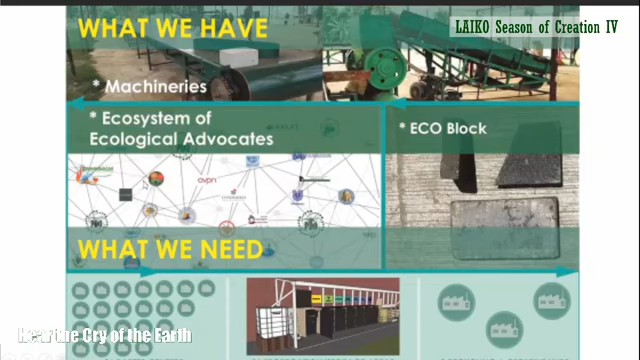 LAIKO Season of Creation IV
WHAT WE HAVE
* Machineries
* Ecosystem of
Ecological Advocates
* ECO Block
WHAT WE NEED
Hear the Cry of the Earth